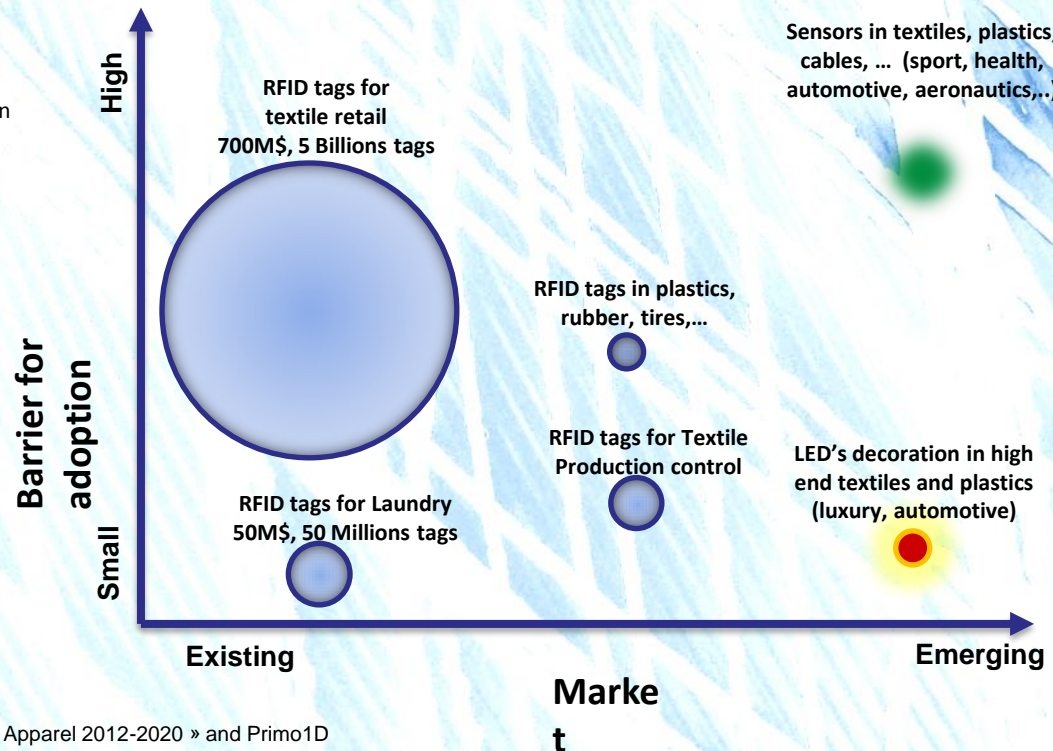 High
n
RFID tags for
textile retail
700M$, 5 Billions tags
Sensors in textiles, plastics,
cables, ... (sport, health,
automotive, aeronautics,..)
RFID tags in plastics,
rubber, tires,...
Barrier for
adoption
RFID tags for Textile
Production control
LED's decoration in high
end textiles and plastics
(luxury, automotive)
RFID tags for Laundry
50M$, 50 Millions tags
Small
Existing
Emerging
Marke
t
Apparel 2012-2020 » and Primo1D